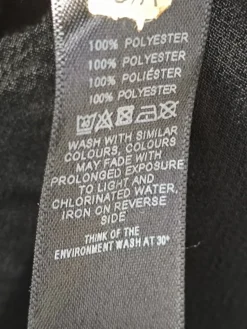 100% POLYESTER
100% POLYESTER
100% POLIÉSTER
100% POLYESTER
WASH WITH SIMILAR
COLOURS, COLOURS
MAY FADE WITH
PROLONGED EXPOSURE
TO LIGHT AND
CHLORINATED WATER.
IRON ON REVERSE
SIDE
THINK OF THE
ENVIRONMENT WASH AT 30°